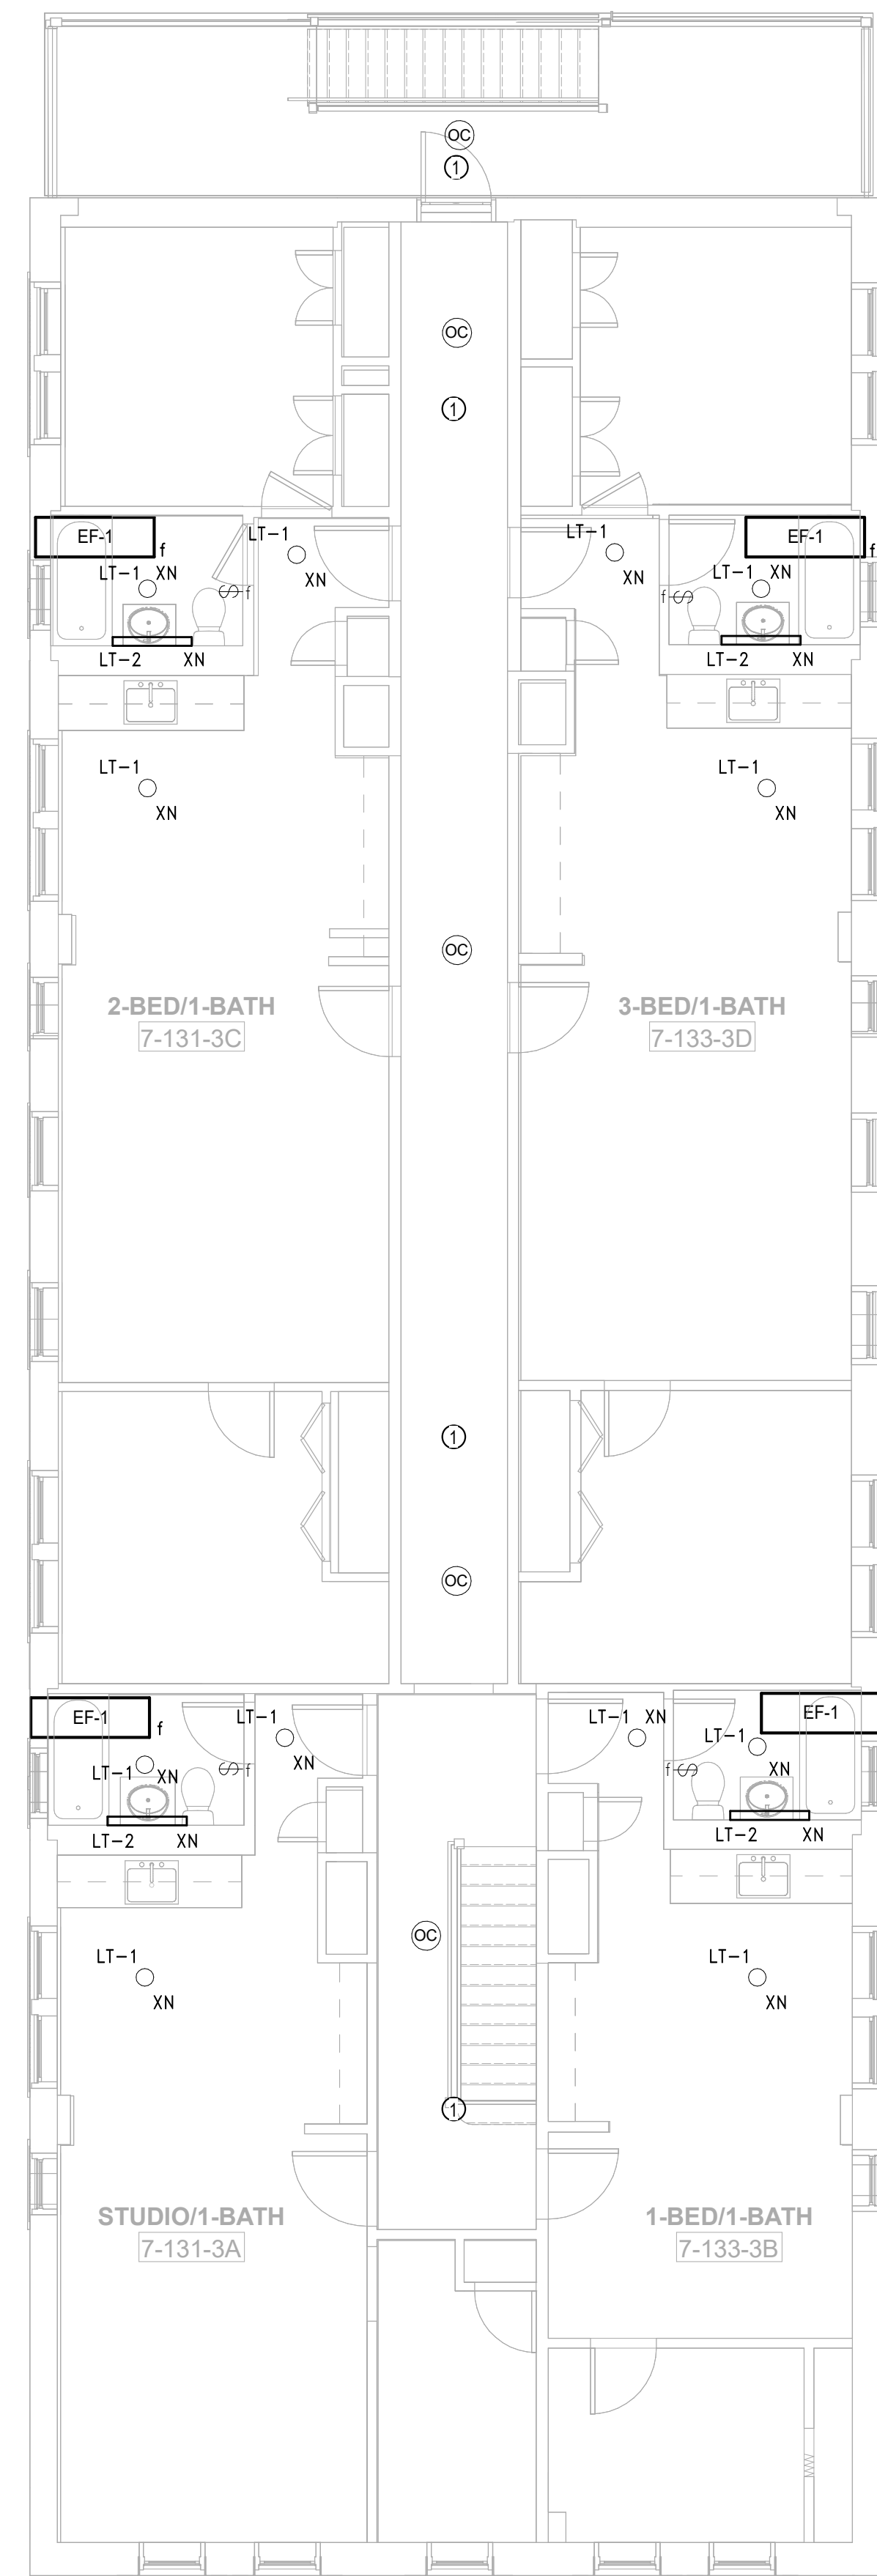 OC
1
OC
1
LT-1
LT-1
EF-1
EF-1
f
f
LT-1 XN
XN
XN
LT-1 XN
f
f
LT-2 XN
LT-2 XN
LT-1
LT-1
XN
XN
OC
2-BED/1-BATH
3-BED/1-BATH
7-131-3C
7-133-3D
1
OC
EF-1
f
LT-1
LT-1 XN
EF-1
LT-1
XN
LT-1
XN
f
f
XN
LT-2 XN
LT-2 XN
OC
LT-1
LT-1
XN
XN
1
STUDIO/1-BATH
1-BED/1-BATH
7-131-3A
7-133-3B